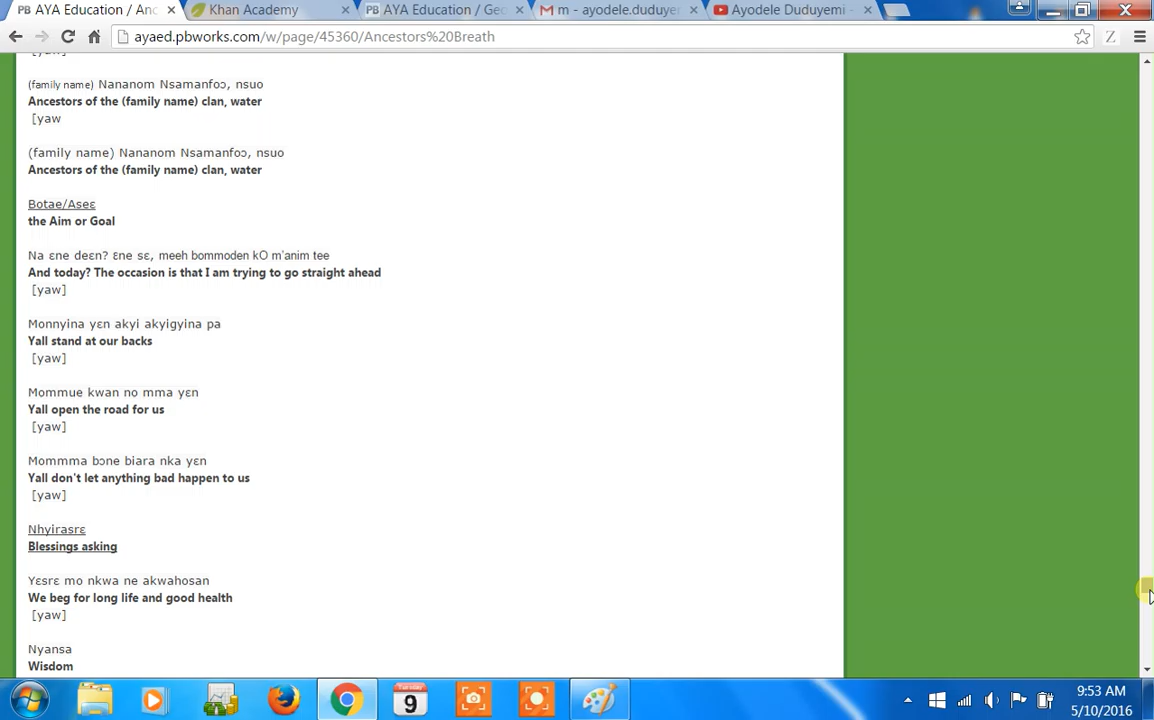 AYA Education / Anc
Khan Academy
PB AYA Education / Geo
m - ayodele.duduye
Ayodele Duduyemi -
ayaed.pbworks.com/w/page/45360/Ancestors%20Breath
(family name) Nananom Nsamanfoɔ, nsuo
Ancestors of the (family name) clan, water
[yaw
(family name) Nananom Nsamanfoɔ, nsuo
Ancestors of the (family name) clan, water
Botae/Aseɛ
the Aim or Goal
Na ɛne deɛn? ɛne sɛ, meeh bommoden kO m'anim tee
And today? The occasion is that I am trying to go straight ahead
[yaw]
Monnyina yɛn akyi akyigyina pa
Yall stand at our backs
[yaw]
Mommue kwan no mma yɛn
Yall open the road for us
[yaw]
Mommma bɔne biara nka yɛn
Yall don't let anything bad happen to us
[yaw]
Nhyirasrɛ
Blessings asking
Yɛsrɛ mo nkwa ne akwahosan
We beg for long life and good health
[yaw]
Nyansa
Wisdom
Tuesday
9
9:53 AM
5/10/2016